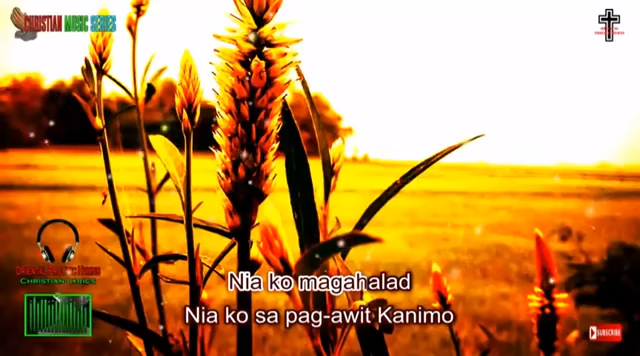 CHRISTIAN MUSIC SERIES
CHRISTIAN LYRICS
Nia ko magahalad
Nia ko sa pag-awit Kanimo
SUBSCRIBE